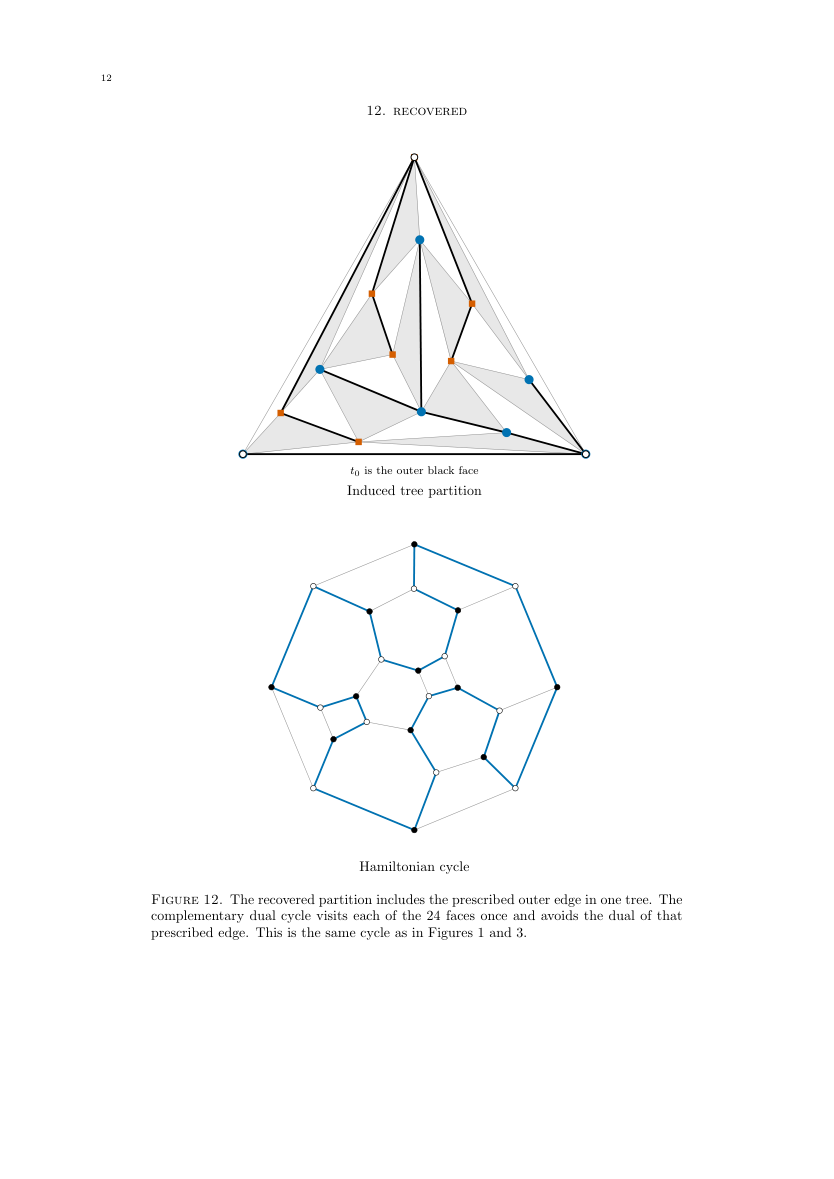 12
12. RECOVERED
t₀ is the outer black face
Induced tree partition
Hamiltonian cycle
FIGURE 12. The recovered partition includes the prescribed outer edge in one tree. The
complementary dual cycle visits each of the 24 faces once and avoids the dual of that
prescribed edge. This is the same cycle as in Figures 1 and 3.